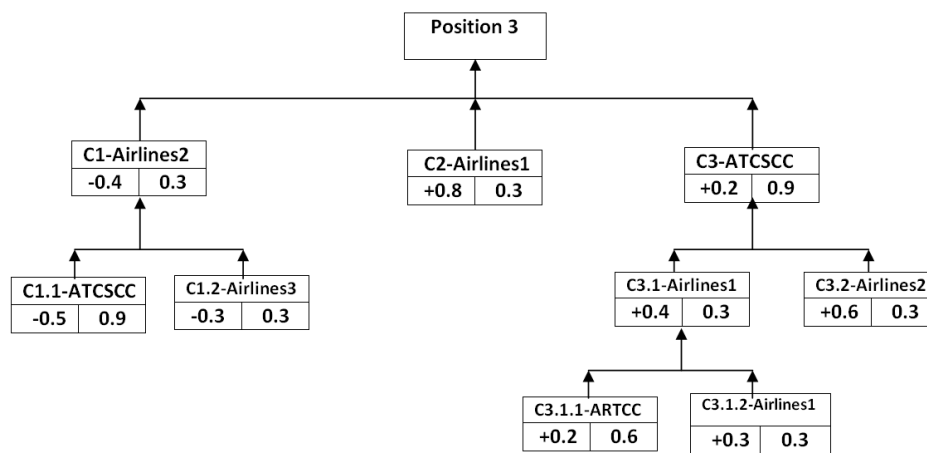 Position 3
C1-Airlines2
-0.4 0.3
C2-Airlines1
+0.8 0.3
C3-ATCSCC
+0.2 0.9
C1.1-ATCSCC
-0.5 0.9
C1.2-Airlines3
-0.3 0.3
C3.1-Airlines1
+0.4 0.3
C3.2-Airlines2
+0.6 0.3
C3.1.1-ARTCC
+0.2 0.6
C3.1.2-Airlines1
+0.3 0.3